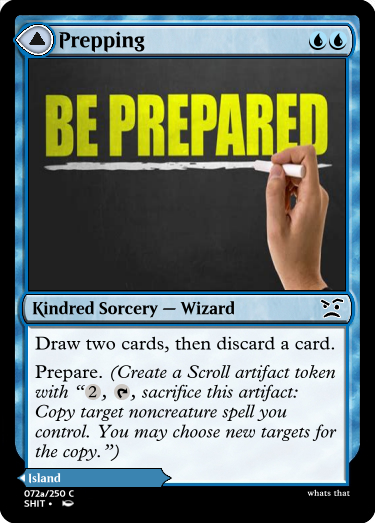 Prepping
BE PREPARED
Kindred Sorcery — Wizard
Draw two cards, then discard a card.
Prepare. (Create a Scroll artifact token
with “2, , sacrifice this artifact:
Copy target noncreature spell you
control. You may choose new targets for
the copy.”)
Island
072a/250 C
SHIT •
whats that